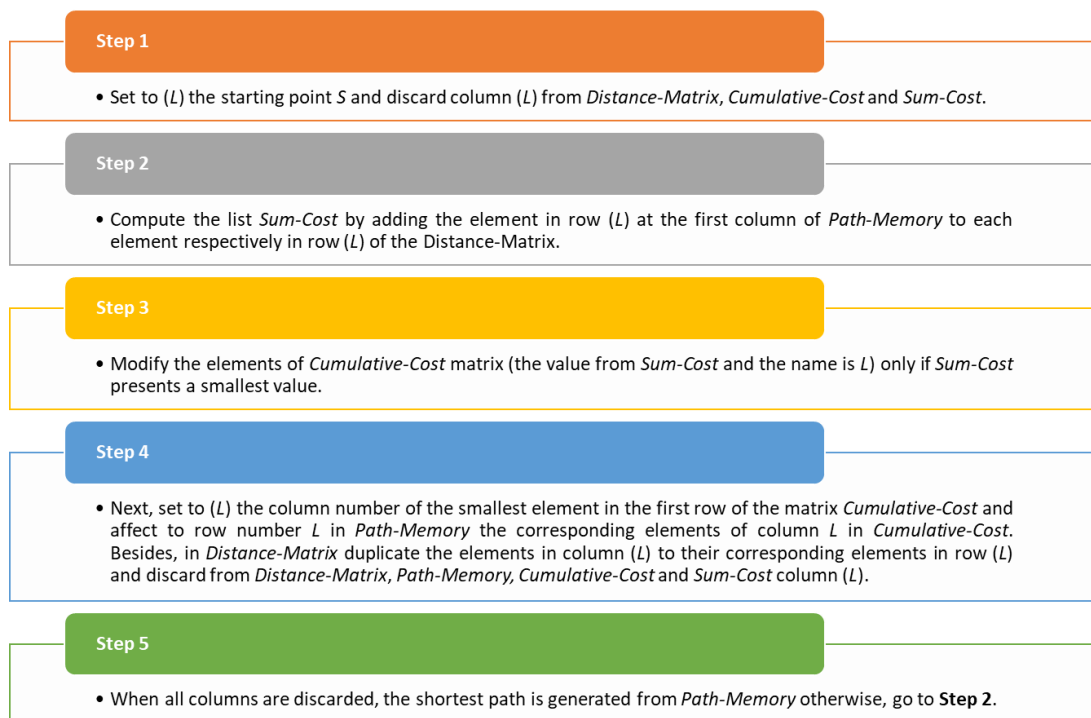 Step 1
• Set to (L) the starting point S and discard column (L) from Distance-Matrix, Cumulative-Cost and Sum-Cost.
Step 2
• Compute the list Sum-Cost by adding the element in row (L) at the first column of Path-Memory to each
element respectively in row (L) of the Distance-Matrix.
Step 3
• Modify the elements of Cumulative-Cost matrix (the value from Sum-Cost and the name is L) only if Sum-Cost
presents a smallest value.
Step 4
• Next, set to (L) the column number of the smallest element in the first row of the matrix Cumulative-Cost and
affect to row number L in Path-Memory the corresponding elements of column L in Cumulative-Cost.
Besides, in Distance-Matrix duplicate the elements in column (L) to their corresponding elements in row (L)
and discard from Distance-Matrix, Path-Memory, Cumulative-Cost and Sum-Cost column (L).
Step 5
• When all columns are discarded, the shortest path is generated from Path-Memory otherwise, go to Step 2.